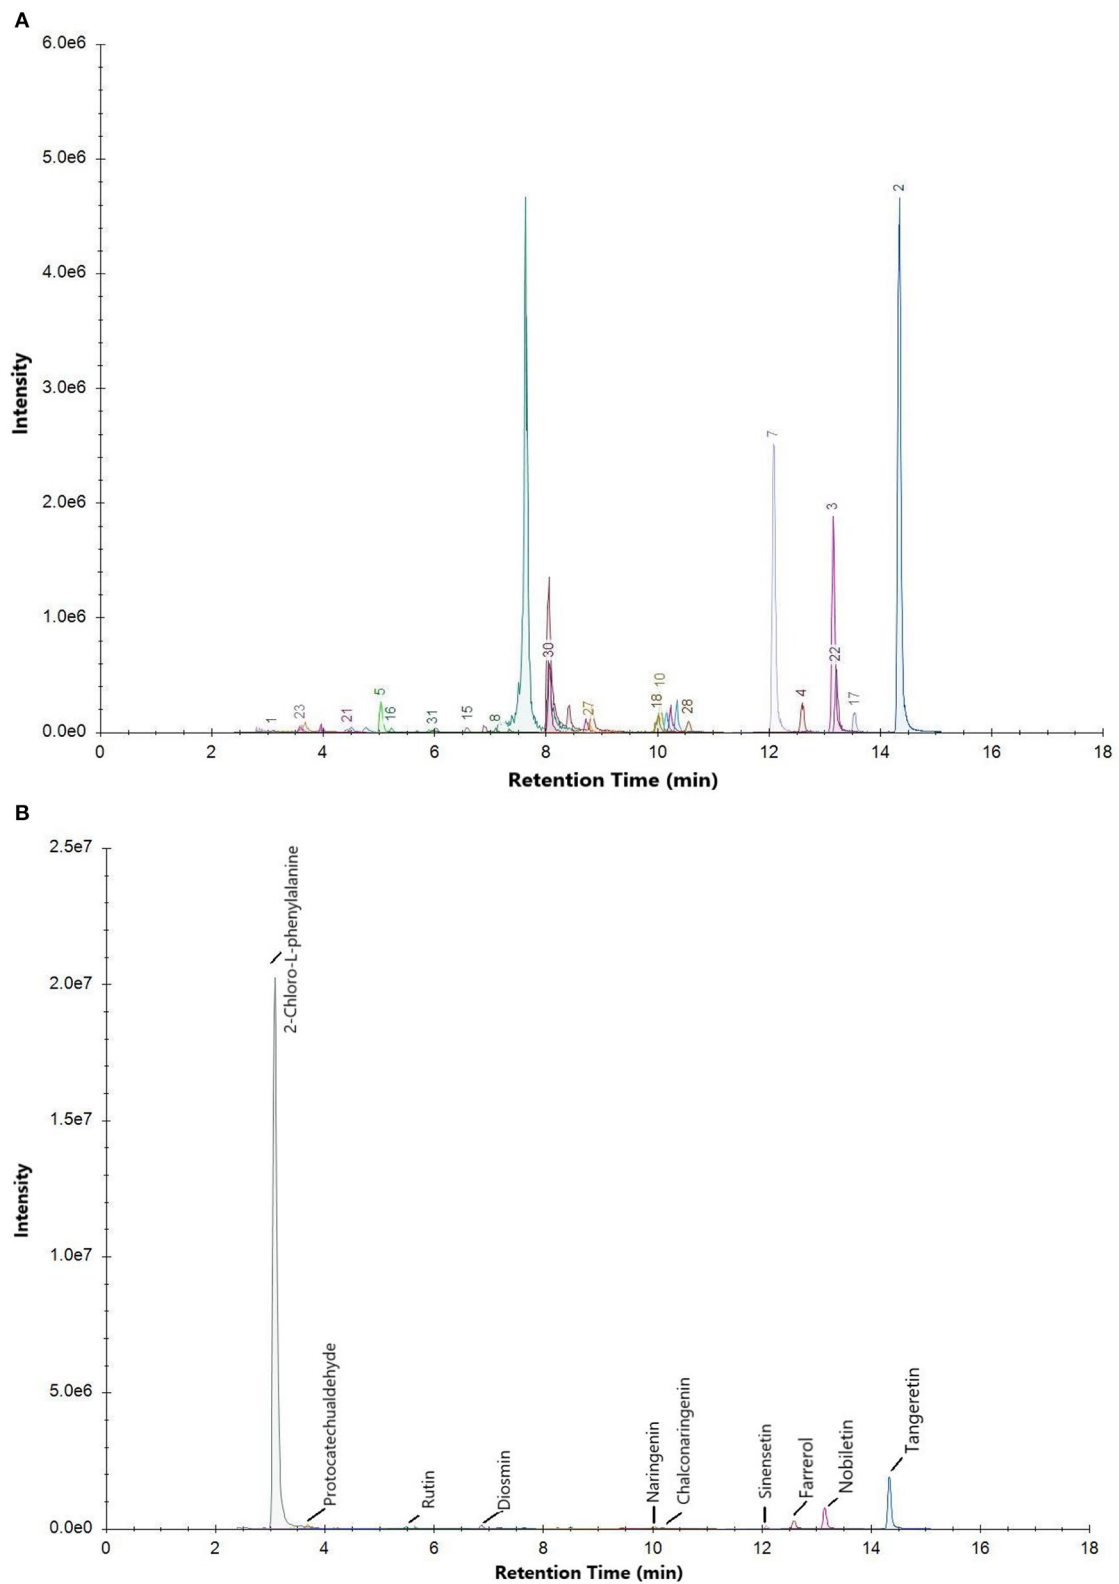 A
6.0e6
5.0e6
4.0e6
3.0e6
2.0e6
1.0e6
0.0e0
Intensity
1
23
21
5
16
31
15
8
30
27
18
10
28
7
4
3
22
17
2
0 2 4 6 8 10 12 14 16 18
Retention Time (min)
B
2.5e7
2.0e7
1.5e7
1.0e7
5.0e6
0.0e0
Intensity
2-Chloro-L-phenylalanine
Protocatechualdehyde
Rutin
Diosmin
Naringenin
Chalconaringenin
Sinensetin
Farrerol
Nobiletin
Tangeretin
0 2 4 6 8 10 12 14 16 18
Retention Time (min)